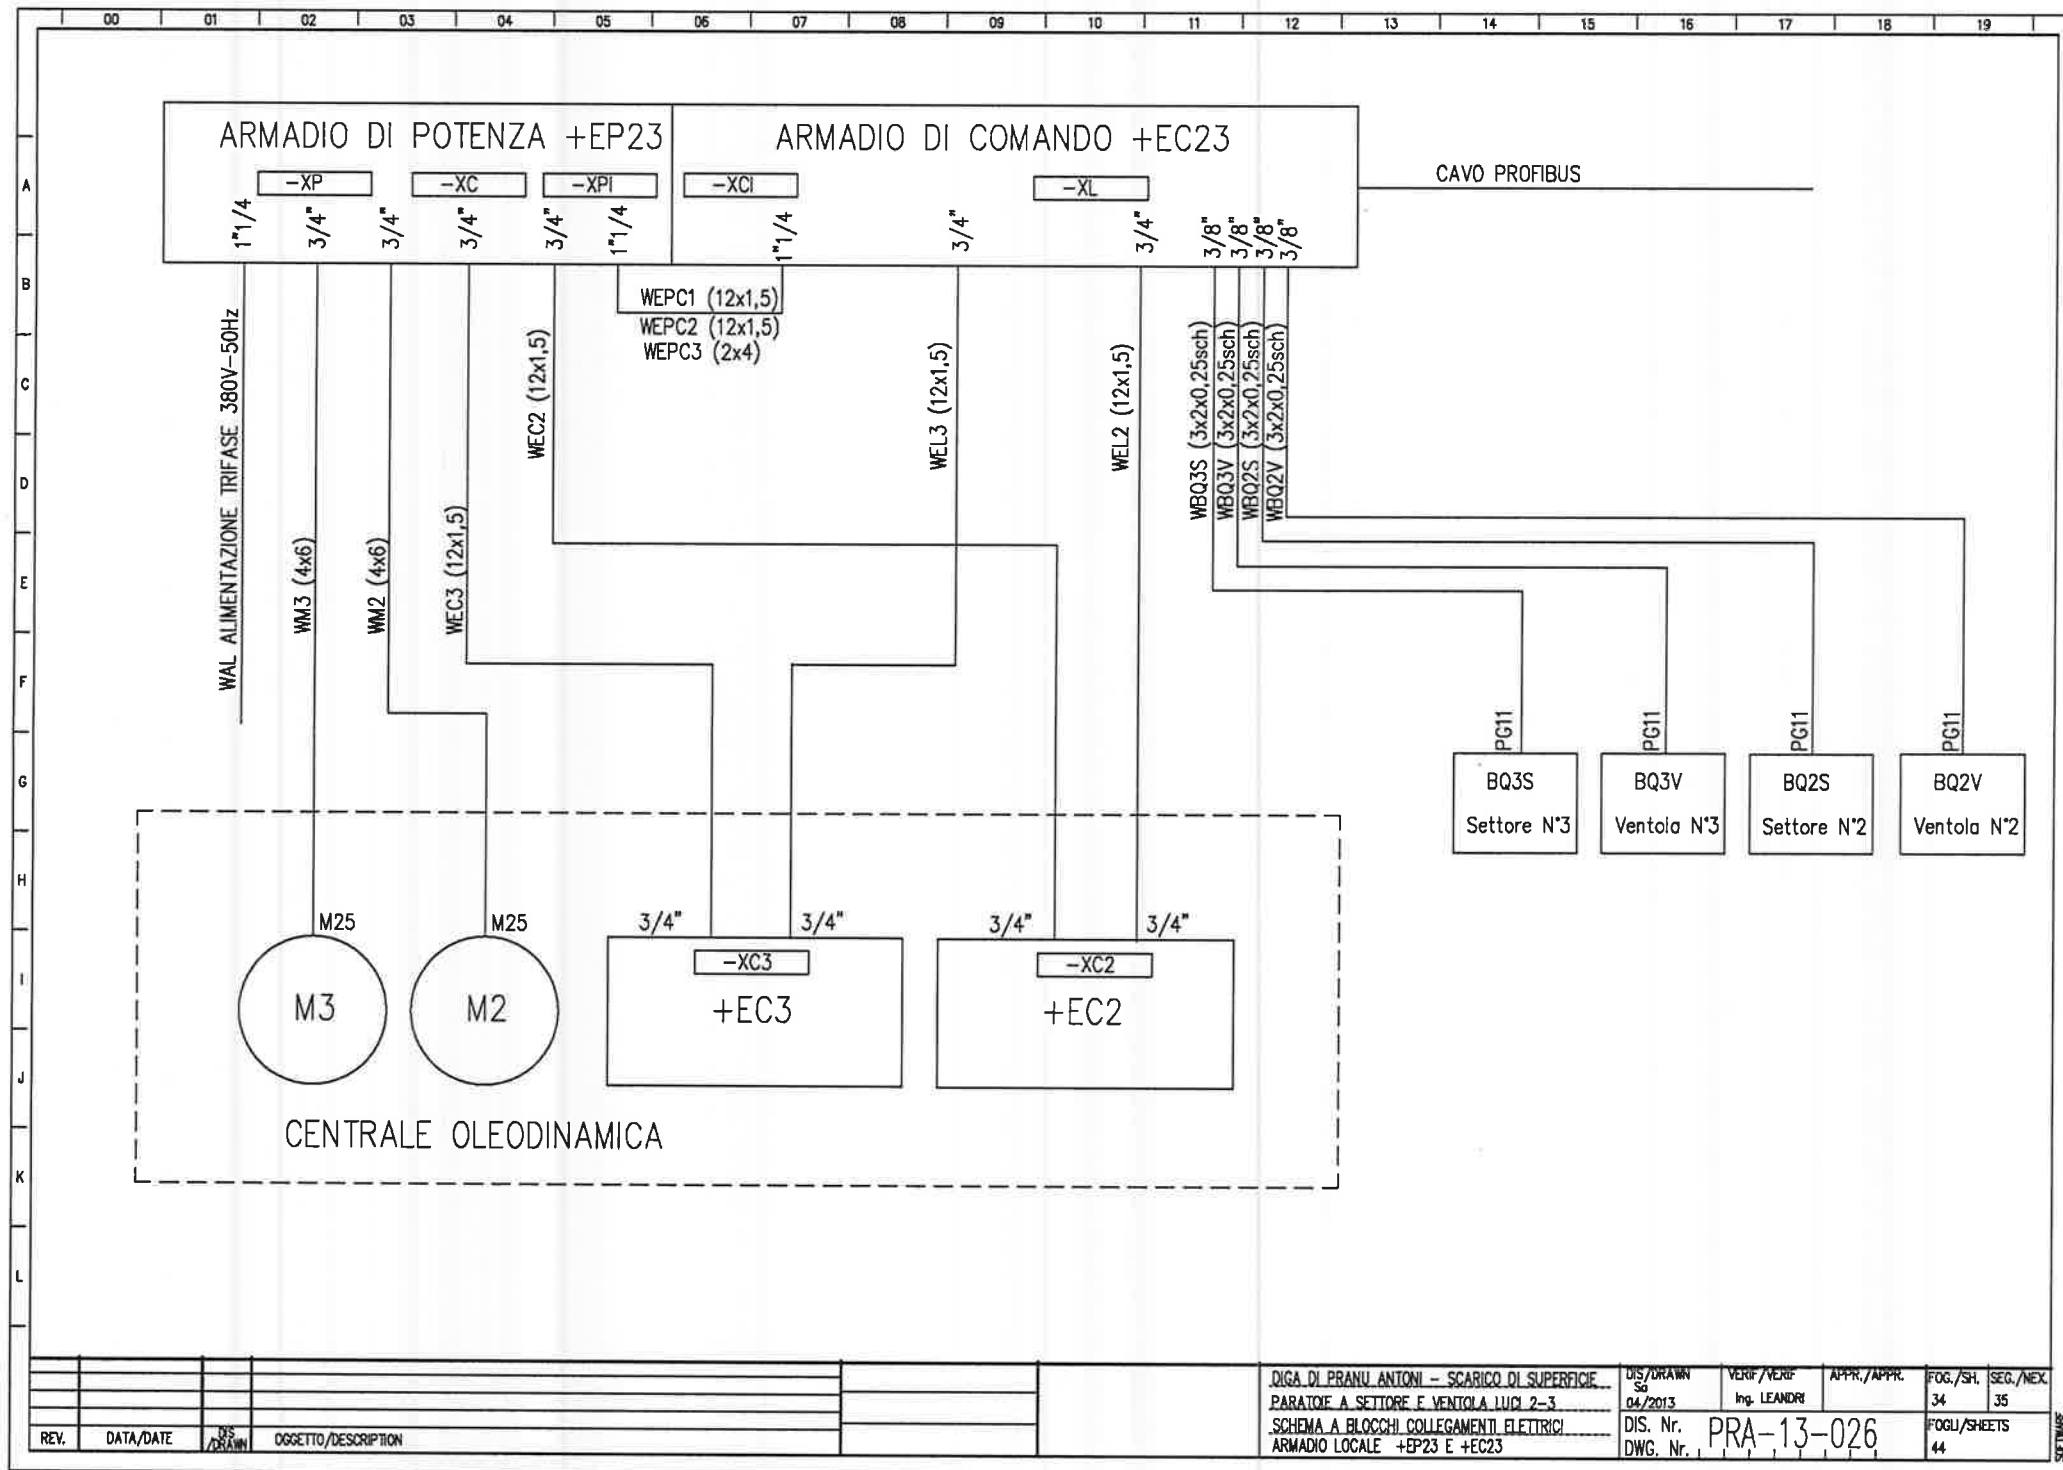 00 01 02 03 04 05 06 07 08 09 10 11 12 13 14 15 16 17 18 19
A
B
C
D
E
F
G
H
I
J
K
L
ARMADIO DI POTENZA +EP23
ARMADIO DI COMANDO +EC23
-XP
-XC
-XPI
-XCI
-XL
CAVO PROFIBUS
1"1/4
3/4"
3/4"
3/4"
3/4"
1"1/4
1"1/4
3/4"
3/4"
3/8"
3/8"
3/8"
3/8"
WAL ALIMENTAZIONE TRIFASE 380V-50Hz
WM3 (4x6)
WM2 (4x6)
WEC3 (12x1,5)
WEC2 (12x1,5)
WEPC1 (12x1,5)
WEPC2 (12x1,5)
WEPC3 (2x4)
WEL3 (12x1,5)
WEL2 (12x1,5)
WBQ3S (3x2x0,25sch)
WBQ3V (3x2x0,25sch)
WBQ2S (3x2x0,25sch)
WBQ2V (3x2x0,25sch)
PG11
PG11
PG11
PG11
BQ3S
Settore N°3
BQ3V
Ventola N°3
BQ2S
Settore N°2
BQ2V
Ventola N°2
M25
M25
3/4"
3/4"
3/4"
3/4"
M3
M2
-XC3
+EC3
-XC2
+EC2
CENTRALE OLEODINAMICA
REV.
DATA/DATE
DIS/DRAWN
OGGETTO/DESCRIPTION
DIGA DI PRANU ANTONI - SCARICO DI SUPERFICIE
PARATOIE A SETTORE E VENTOLA LUCI 2-3
SCHEMA A BLOCCHI COLLEGAMENTI ELETTRICI
ARMADIO LOCALE +EP23 E +EC23
DIS/DRAWN
Sa
04/2013
VERIF/VERIF
Ing. LEANDRI
APPR./APPR.
FOG./SH.
34
SEG./NEX.
35
DIS. Nr.
DWG. Nr.
PRA-13-026
FOGLI/SHEETS
44